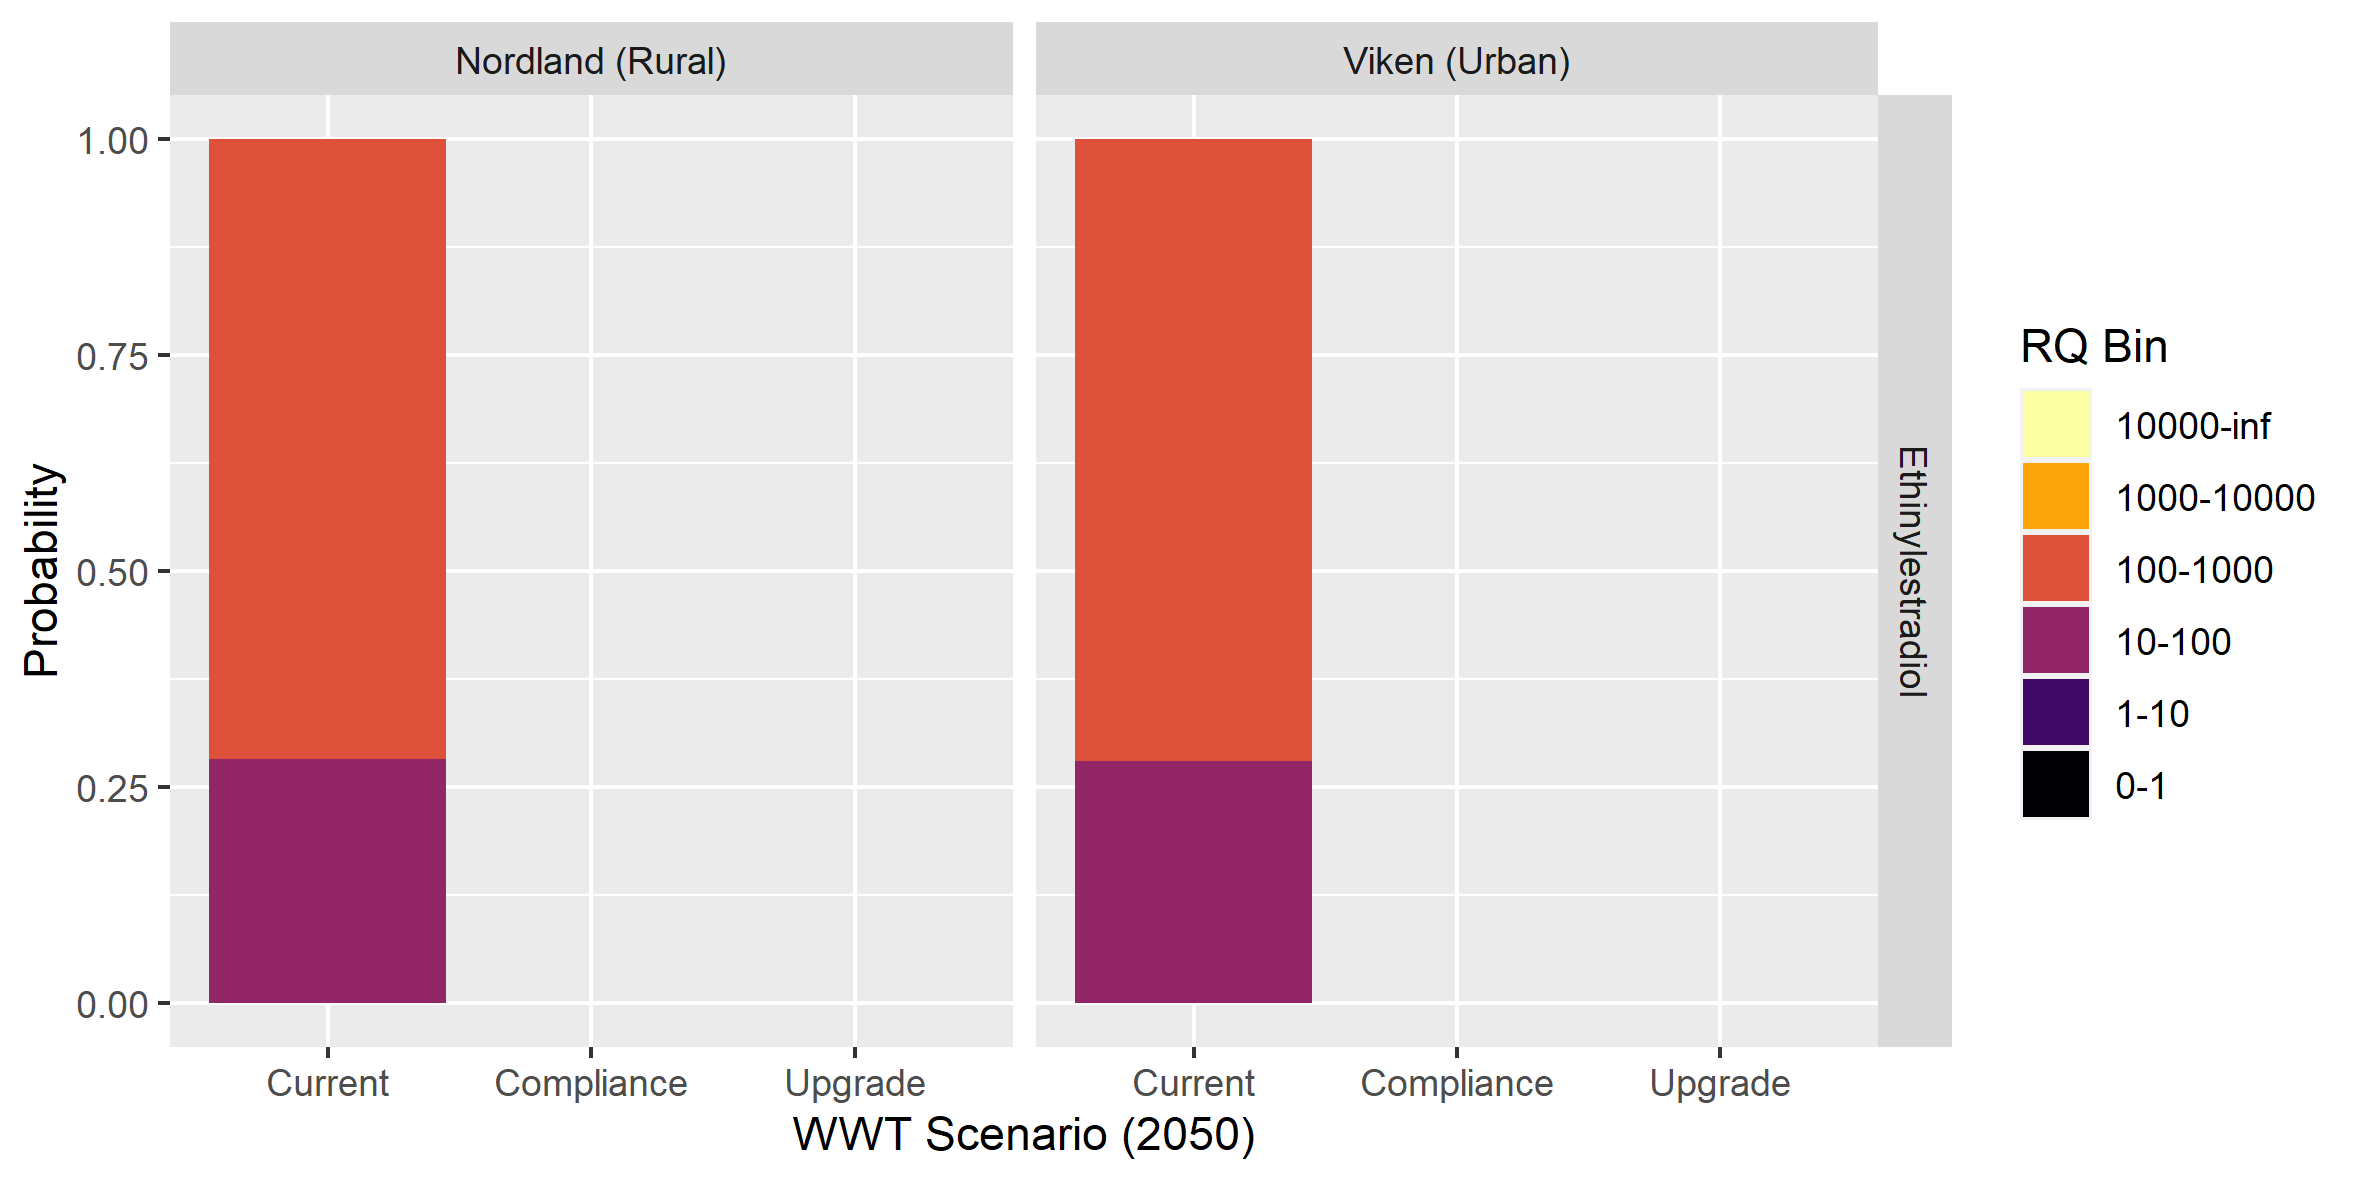 Nordland (Rural)
Viken (Urban)
1.00
0.75
0.50
0.25
0.00
Probability
Ethinylestradiol
Current
Compliance
Upgrade
Current
Compliance
Upgrade
WWT Scenario (2050)
RQ Bin
10000-inf
1000-10000
100-1000
10-100
1-10
0-1